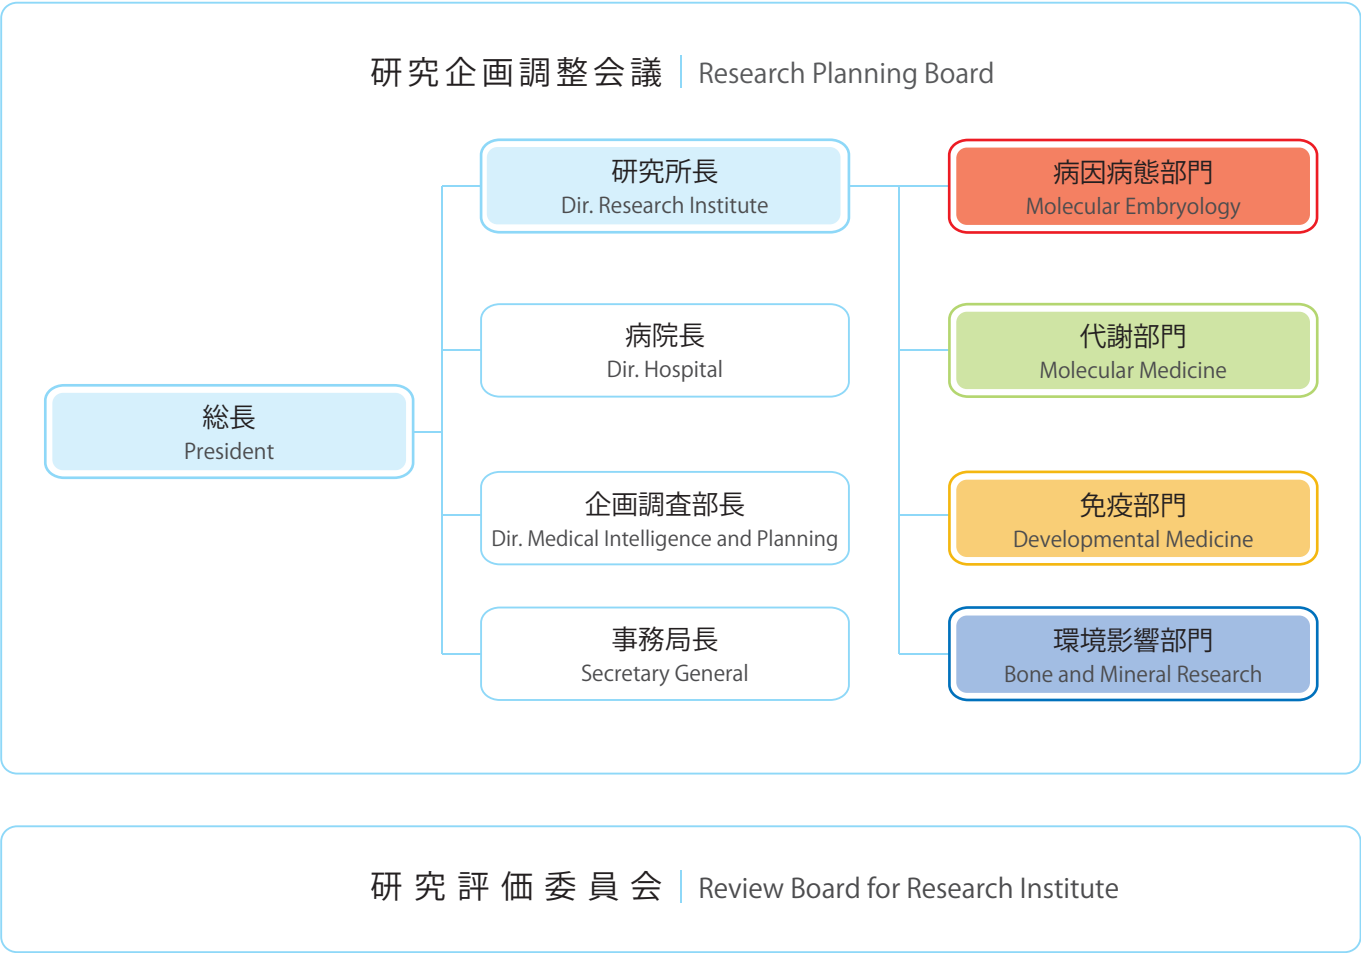 研究企画調整会議 | Research Planning Board
総長
President
研究所長
Dir. Research Institute
病院長
Dir. Hospital
企画調査部長
Dir. Medical Intelligence and Planning
事務局長
Secretary General
病因病態部門
Molecular Embryology
代謝部門
Molecular Medicine
免疫部門
Developmental Medicine
環境影響部門
Bone and Mineral Research
研究評価委員会 | Review Board for Research Institute